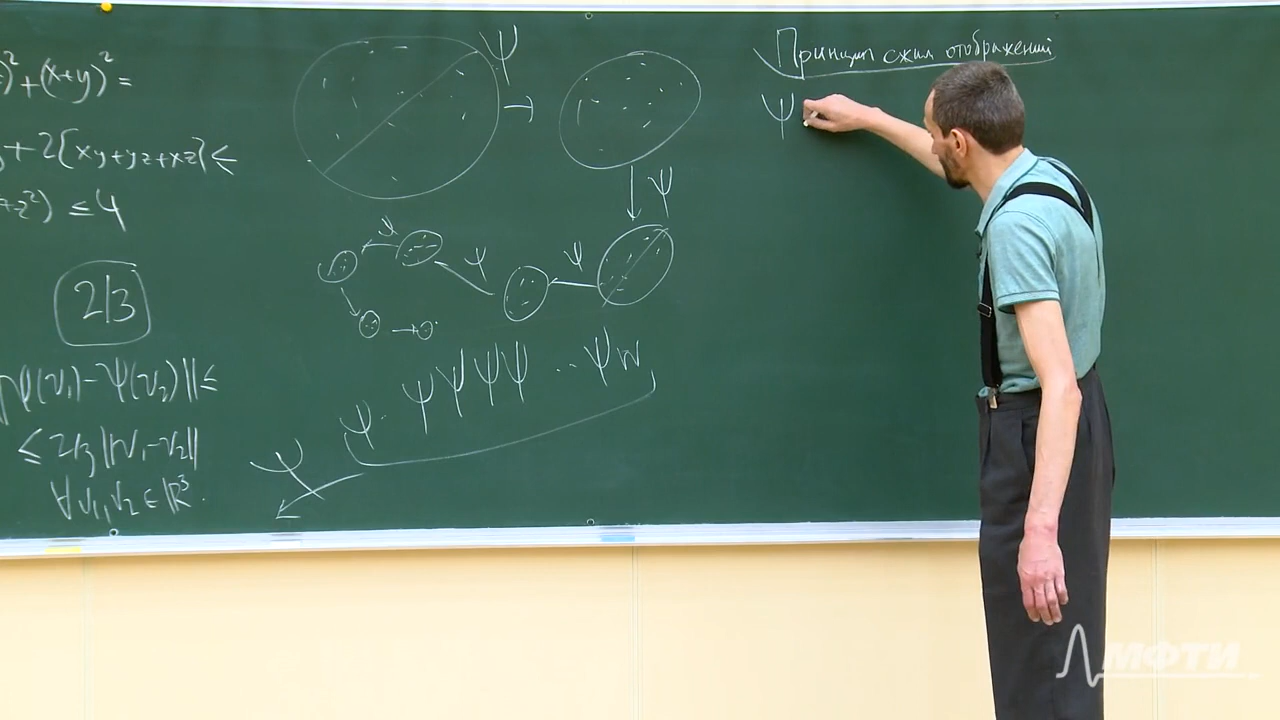 )² + (x+y)² =
+ 2[xy+yz+xz] ≤
+z²) ≤ 4
2/3
ψ(v₁) - ψ(v₂)|| ≤
≤ 2/3 ||v₁ - v₂||
∀ v₁, v₂ ∈ ℝ³.
Ψ
Ψ
Ψ
Ψ
Ψ
Ψ · Ψ Ψ Ψ Ψ ... Ψ W
Принцип сжим отображений
Ψ
МФТИ